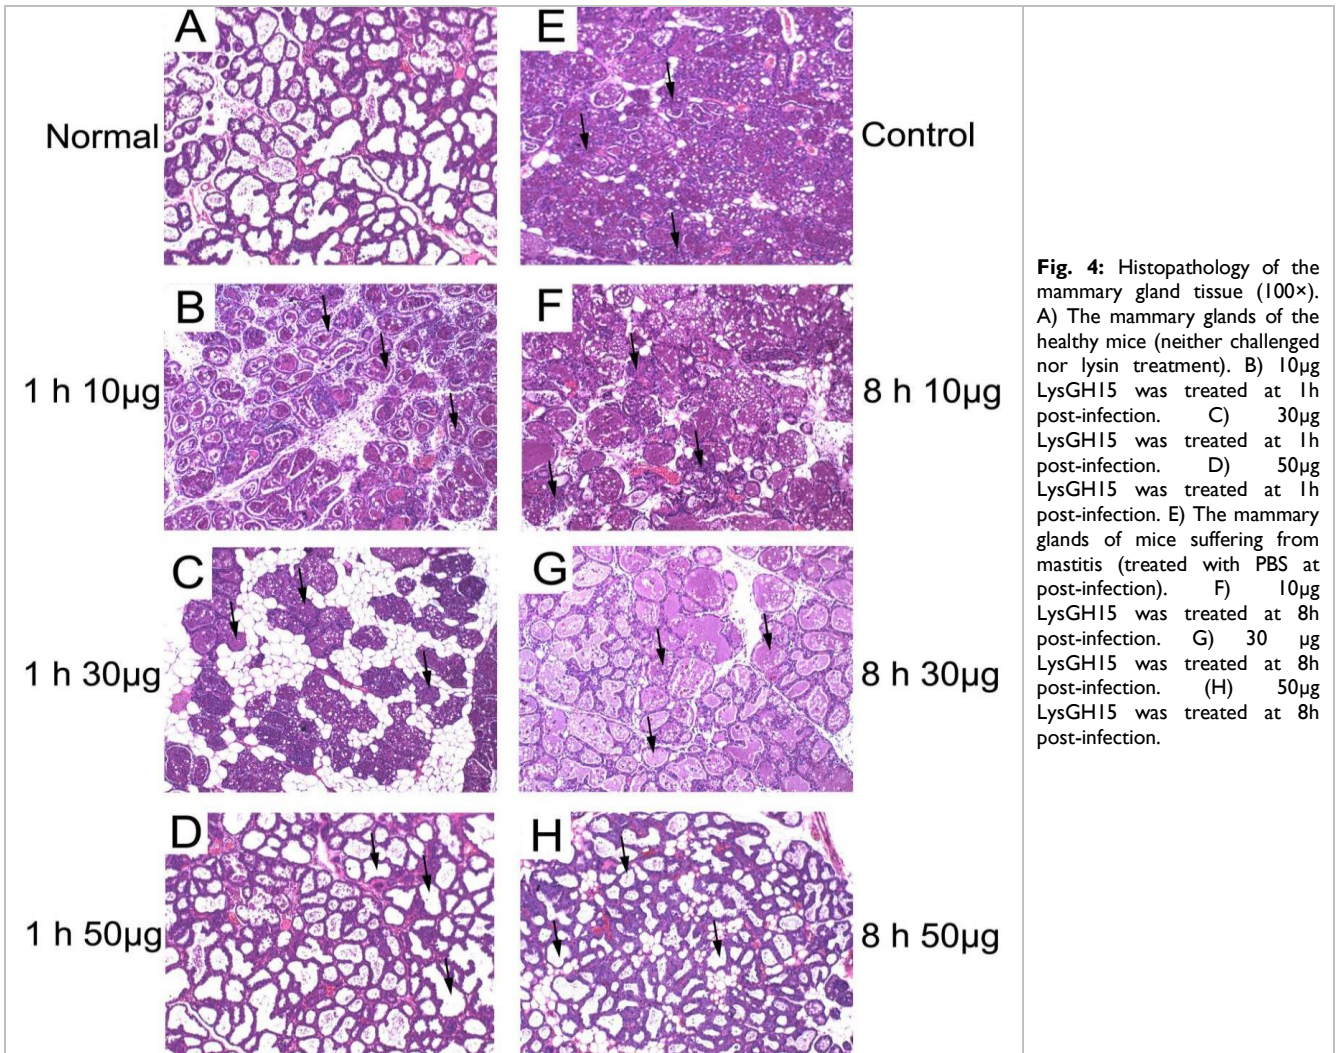 A
Normal
E
Control
B
1 h 10µg
F
8 h 10µg
C
1 h 30µg
G
8 h 30µg
D
1 h 50µg
H
8 h 50µg
Fig. 4: Histopathology of the
mammary gland tissue (100×).
A) The mammary glands of the
healthy mice (neither challenged
nor lysin treatment). B) 10µg
LysGH15 was treated at 1h
post-infection. C) 30µg
LysGH15 was treated at 1h
post-infection. D) 50µg
LysGH15 was treated at 1h
post-infection. E) The mammary
glands of mice suffering from
mastitis (treated with PBS at
post-infection). F) 10µg
LysGH15 was treated at 8h
post-infection. G) 30 µg
LysGH15 was treated at 8h
post-infection. (H) 50µg
LysGH15 was treated at 8h
post-infection.